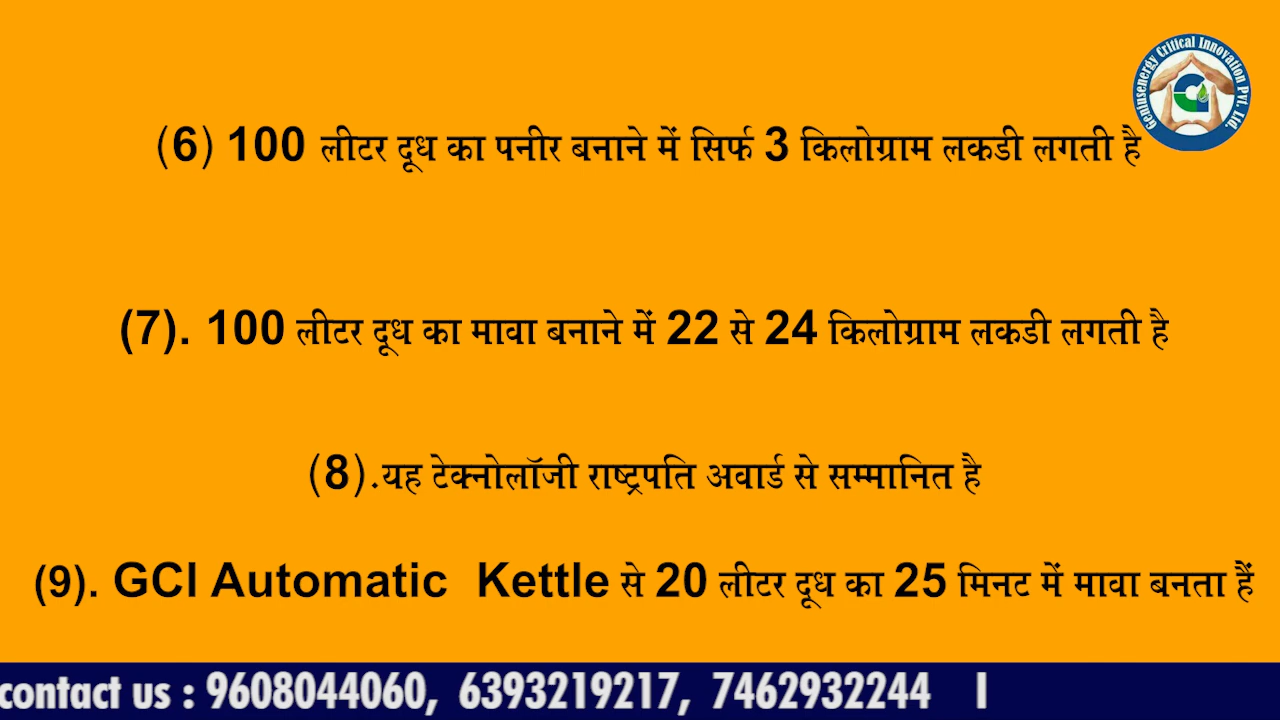 Geniusenergy Critical Innovation Pvt. Ltd.
(6) 100 लीटर दूध का पनीर बनाने में सिर्फ 3 किलोग्राम लकडी लगती है
(7). 100 लीटर दूध का मावा बनाने में 22 से 24 किलोग्राम लकडी लगती है
(8).यह टेक्नोलॉजी राष्ट्रपति अवार्ड से सम्मानित है
(9). GCI Automatic Kettle से 20 लीटर दूध का 25 मिनट में मावा बनता हैं
contact us : 9608044060, 6393219217, 7462932244 I